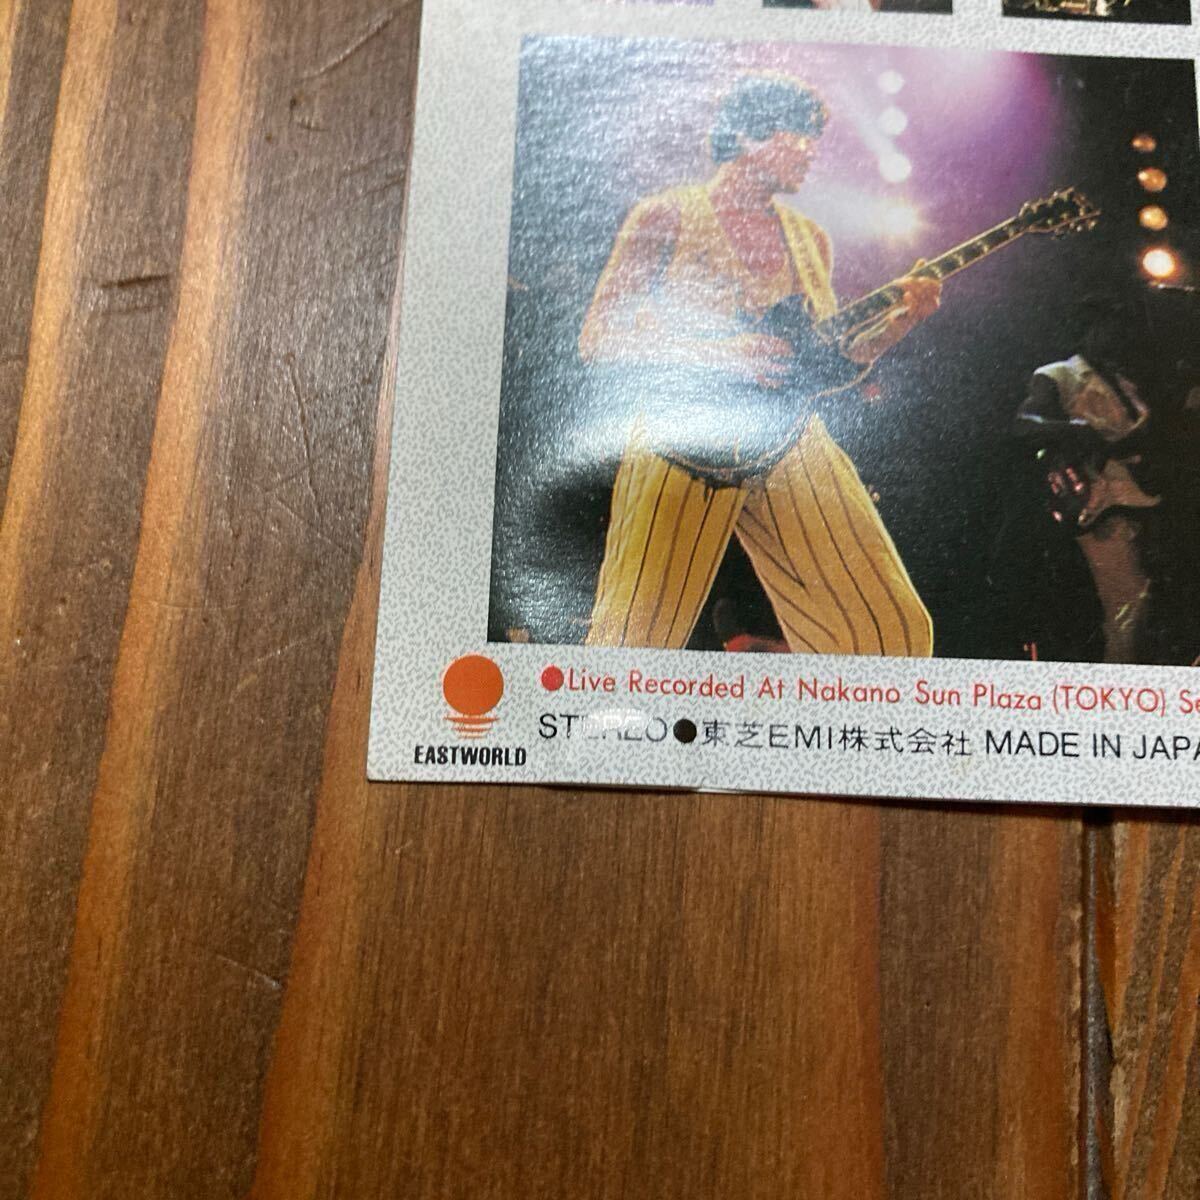 ●Live Recorded At Nakano Sun Plaza (TOKYO)
STEREO●東芝EMI株式会社 MADE IN
EASTWORLD